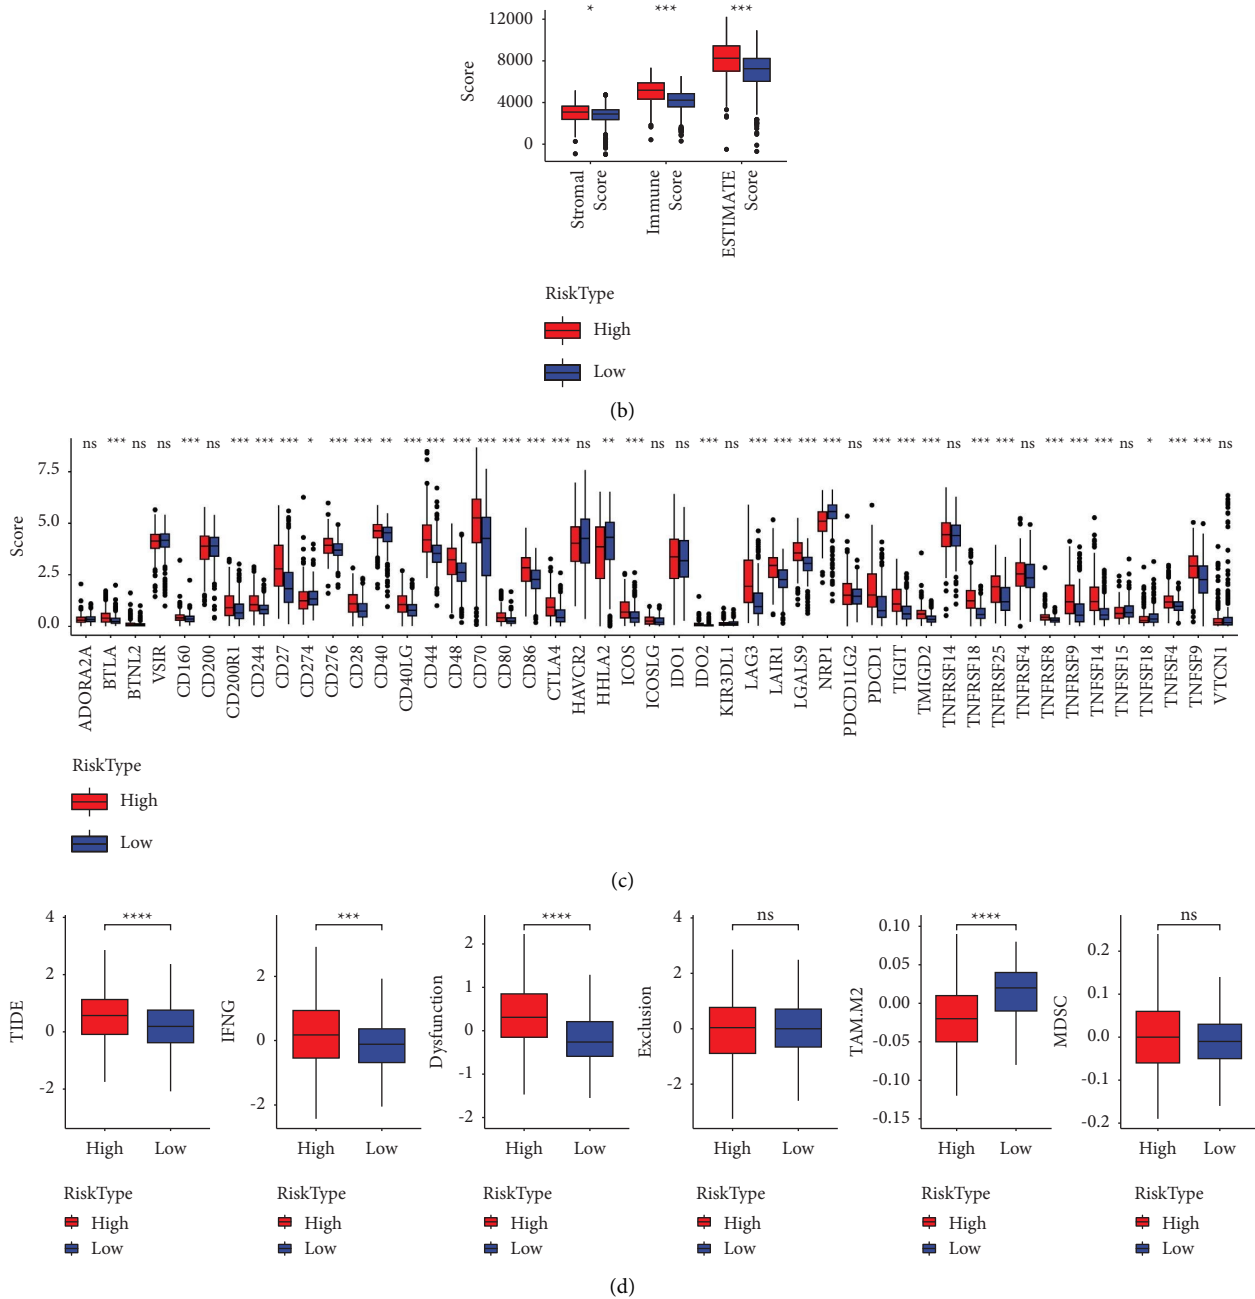 * *** ***
12000
8000
4000
0
Score
Stromal Score
Immune Score
ESTIMATE Score
RiskType
High
Low
(b)
ns *** ns ns *** ns *** *** *** * *** *** ** *** *** *** *** *** *** *** ns ** *** ns ns *** ns *** *** *** *** ns *** *** *** ns *** *** ns *** *** *** ns * *** *** ns
7.5
5.0
2.5
0.0
Score
ADORA2A
BTLA
BTNL2
VSIR
CD160
CD200
CD200R1
CD244
CD27
CD274
CD276
CD28
CD40
CD40LG
CD44
CD48
CD70
CD80
CD86
CTLA4
HAVCR2
HHLA2
ICOS
ICOSLG
IDO1
IDO2
KIR3DL1
LAG3
LAIR1
LGALS9
NRP1
PDCD1LG2
PDCD1
TIGIT
TMIGD2
TNFRSF14
TNFRSF18
TNFRSF25
TNFRSF4
TNFRSF8
TNFRSF9
TNFSF14
TNFSF15
TNFSF18
TNFSF4
TNFSF9
VTCN1
RiskType
High
Low
(c)
****
4
2
0
-2
TIDE
High Low
RiskType
High
Low
***
2
0
-2
IFNG
High Low
RiskType
High
Low
****
2
1
0
-1
-2
Dysfunction
High Low
RiskType
High
Low
ns
4
2
0
-2
Exclusion
High Low
RiskType
High
Low
****
0.10
0.05
0.00
-0.05
-0.10
-0.15
TAM.M2
High Low
RiskType
High
Low
ns
0.2
0.1
0.0
-0.1
-0.2
MDSC
High Low
RiskType
High
Low
(d)